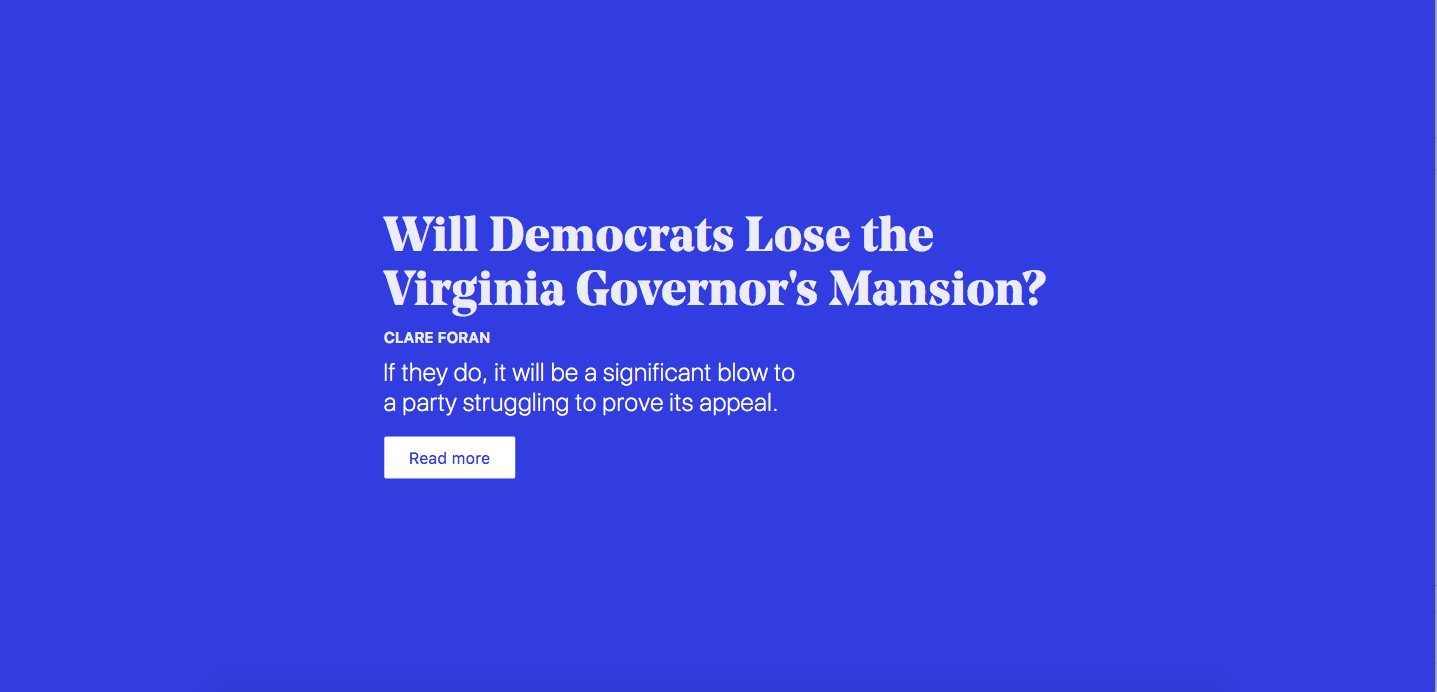 Will Democrats Lose the
Virginia Governor's Mansion?
CLARE FORAN
If they do, it will be a significant blow to
a party struggling to prove its appeal.
Read more